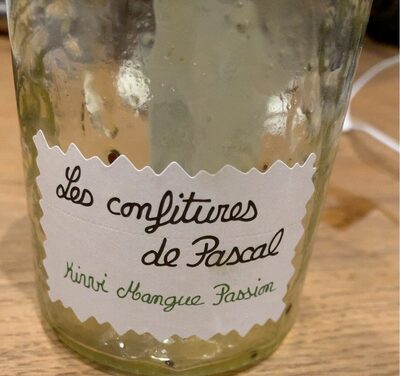 Les confitures
de Pascal
Kiwi Mangue Passion